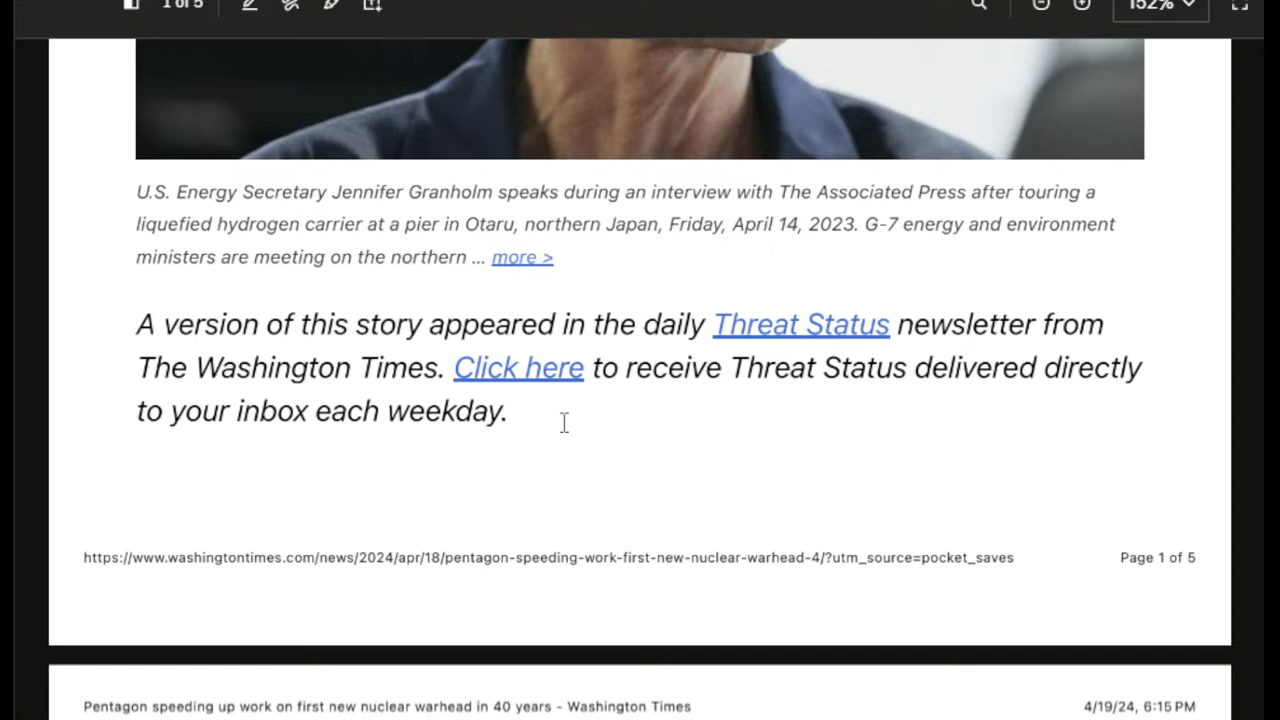 1 of 5
152%
U.S. Energy Secretary Jennifer Granholm speaks during an interview with The Associated Press after touring a
liquefied hydrogen carrier at a pier in Otaru, northern Japan, Friday, April 14, 2023. G-7 energy and environment
ministers are meeting on the northern ... more >
A version of this story appeared in the daily Threat Status newsletter from
The Washington Times. Click here to receive Threat Status delivered directly
to your inbox each weekday.
https://www.washingtontimes.com/news/2024/apr/18/pentagon-speeding-work-first-new-nuclear-warhead-4/?utm_source=pocket_saves
Page 1 of 5
Pentagon speeding up work on first new nuclear warhead in 40 years - Washington Times
4/19/24, 6:15 PM